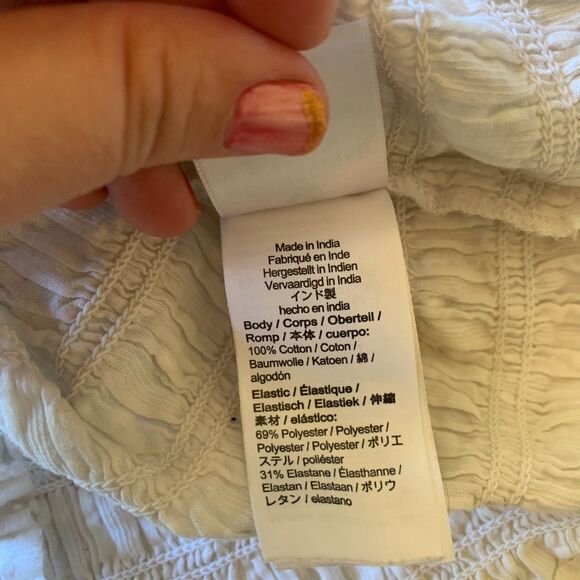 Made in India
Fabriqué en Inde
Hergestellt in Indien
Vervaardigd in India
インド製
hecho en india
Body / Corps / Oberteil /
Romp / 本体 / cuerpo:
100% Cotton / Coton /
Baumwolle / Katoen / 綿 /
algodón
Elastic / Élastique /
Elastisch / Elastiek / 伸縮
素材 / elástico:
69% Polyester / Polyester /
Polyester / Polyester / ポリエ
ステル / poliéster
31% Elastane / Élasthanne /
Elastan / Elastaan / ポリウ
レタン / elastano